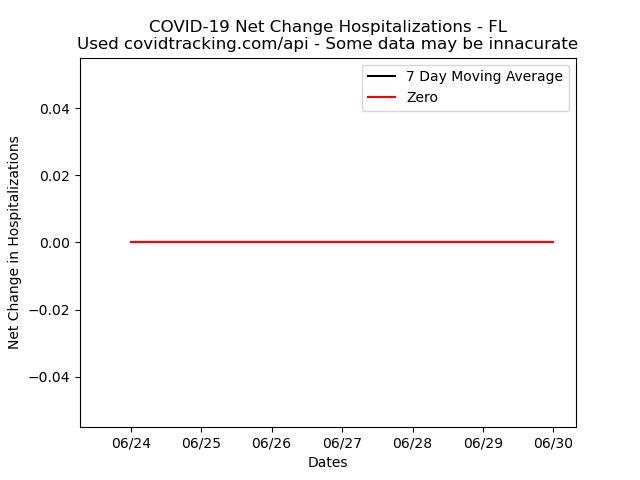 COVID-19 Net Change Hospitalizations - FL
Used covidtracking.com/api - Some data may be innacurate
7 Day Moving Average
Zero
Net Change in Hospitalizations
0.04
0.02
0.00
−0.02
−0.04
06/24 06/25 06/26 06/27 06/28 06/29 06/30
Dates